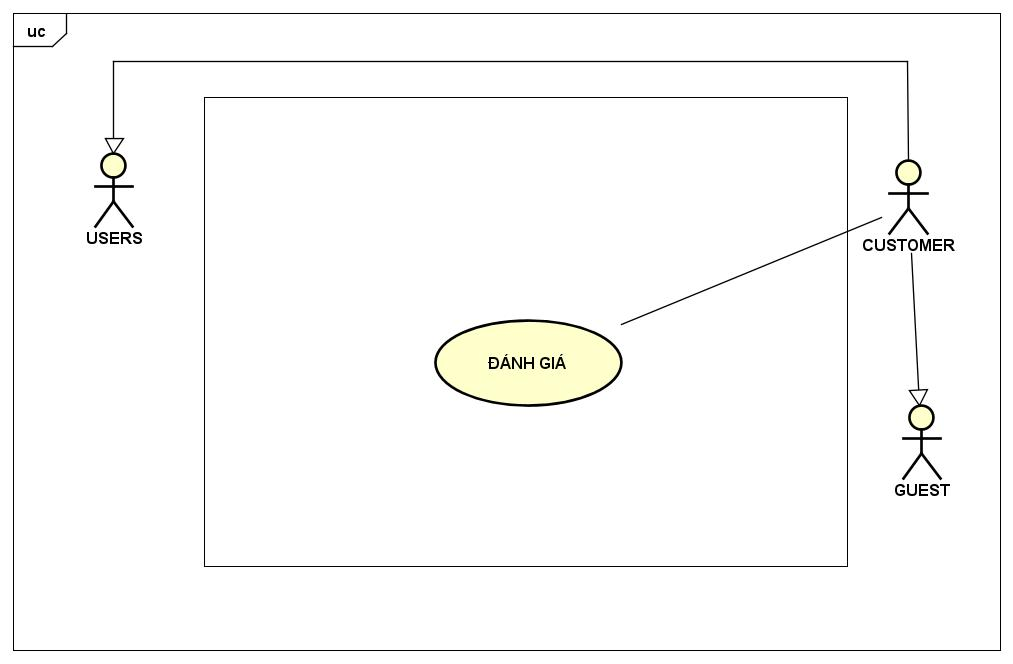 uc
USERS
CUSTOMER
ĐÁNH GIÁ
GUEST